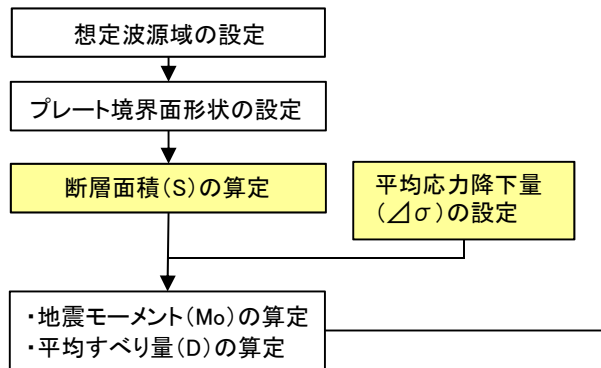 想定波源域の設定
プレート境界面形状の設定
断層面積(S)の算定
平均応力降下量
(⊿σ)の設定
・地震モーメント(Mo)の算定
・平均すべり量(D)の算定